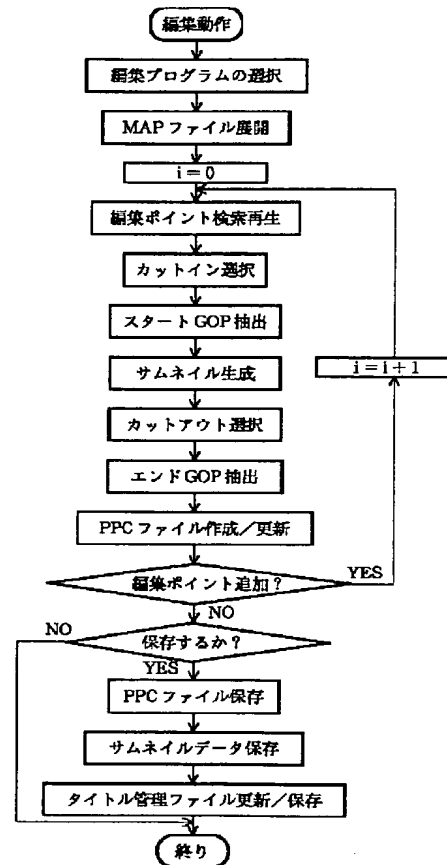 編集動作
編集プログラムの選択
MAPファイル展開
i=0
編集ポイント検索再生
カットイン選択
スタートGOP抽出
サムネイル生成
i=i+1
カットアウト選択
エンドGOP抽出
PPCファイル作成/更新
編集ポイント追加?
YES
NO
保存するか?
NO
YES
PPCファイル保存
サムネイルデータ保存
タイトル管理ファイル更新/保存
終り